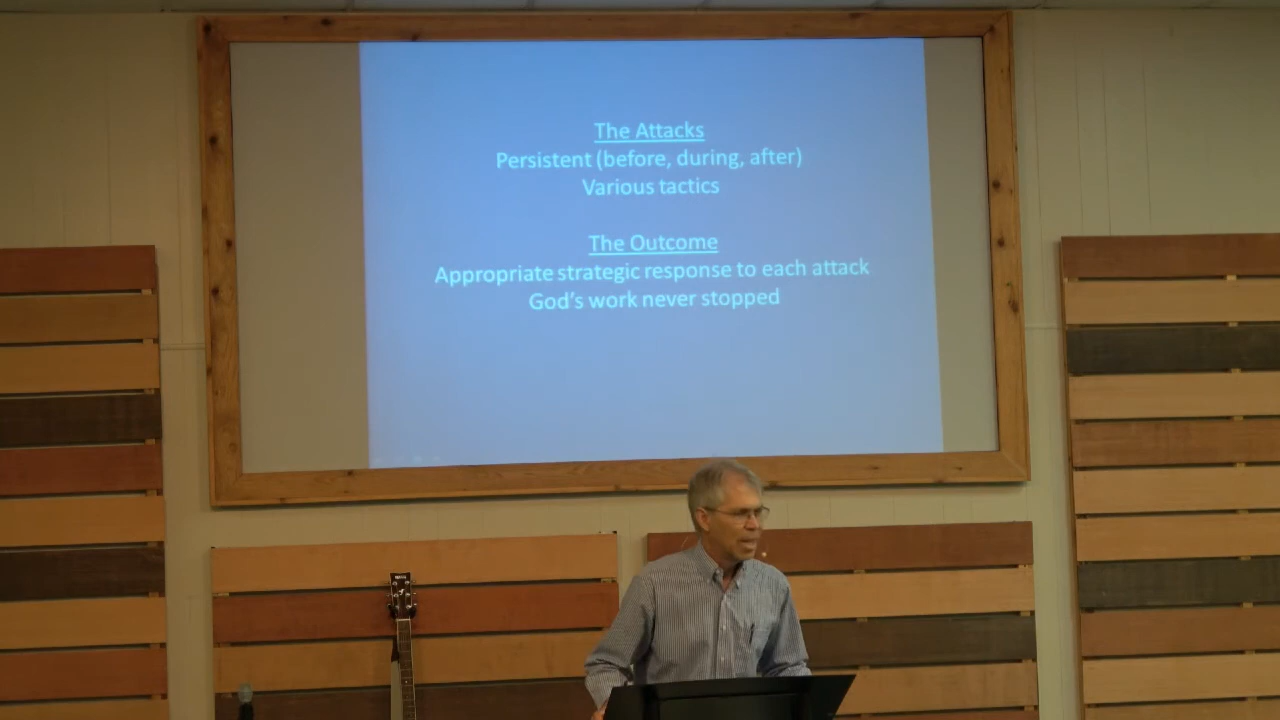 The Attacks
Persistent (before, during, after)
Various tactics
The Outcome
Appropriate strategic response to each attack
God's work never stopped